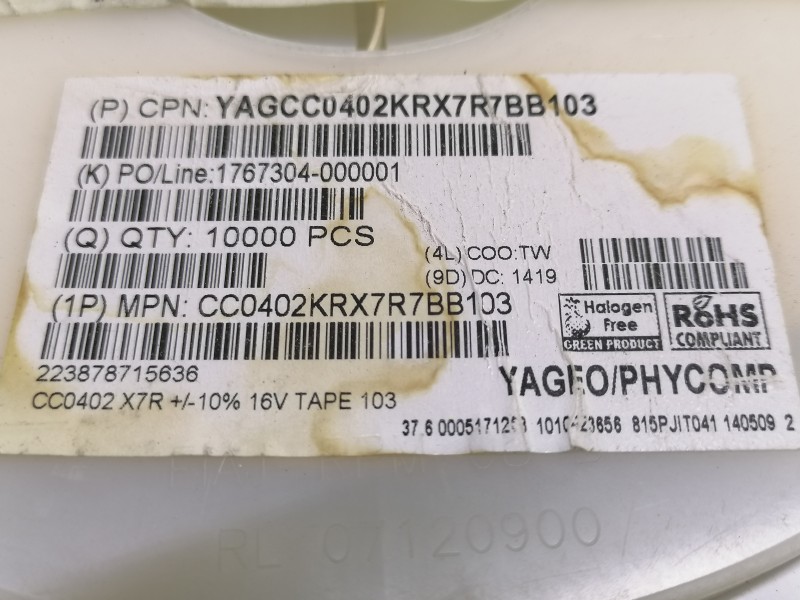 (P) CPN: YAGCC0402KRX7R7BB103
(K) PO/Line:1767304-000001
(Q) QTY: 10000 PCS
(4L) COO:TW
(9D) DC: 1419
(1P) MPN: CC0402KRX7R7BB103
Halogen
Free
GREEN PRODUCT
RoHS
COMPLIANT
223878715636
CC0402 X7R +/-10% 16V TAPE 103
YAGEO/PHYCOMP
815PJIT041 140509 2
07120900